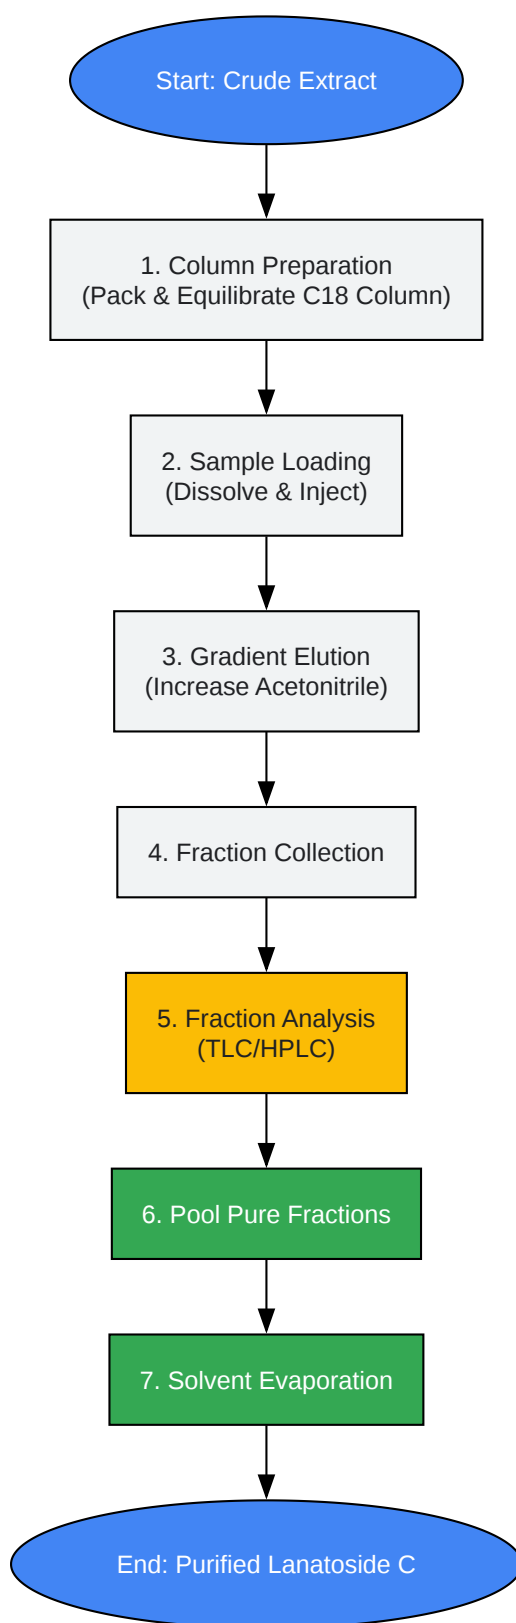 Start: Crude Extract
1. Column Preparation
(Pack & Equilibrate C18 Column)
2. Sample Loading
(Dissolve & Inject)
3. Gradient Elution
(Increase Acetonitrile)
4. Fraction Collection
5. Fraction Analysis
(TLC/HPLC)
6. Pool Pure Fractions
7. Solvent Evaporation
End: Purified Lanatoside C